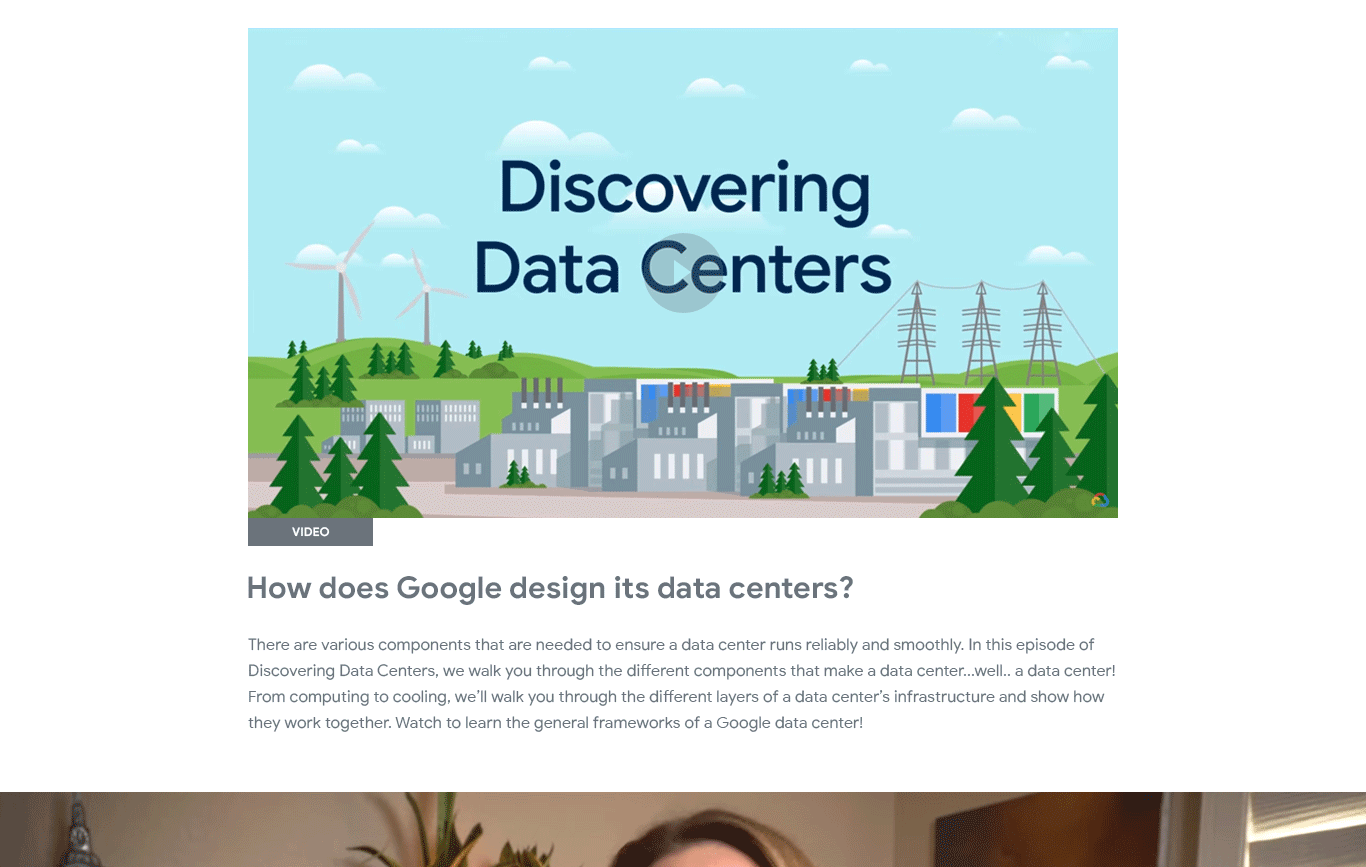 Discovering
Data Centers
VIDEO
How does Google design its data centers?
There are various components that are needed to ensure a data center runs reliably and smoothly. In this episode of
Discovering Data Centers, we walk you through the different components that make a data center...well.. a data center!
From computing to cooling, we’ll walk you through the different layers of a data center’s infrastructure and show how
they work together. Watch to learn the general frameworks of a Google data center!